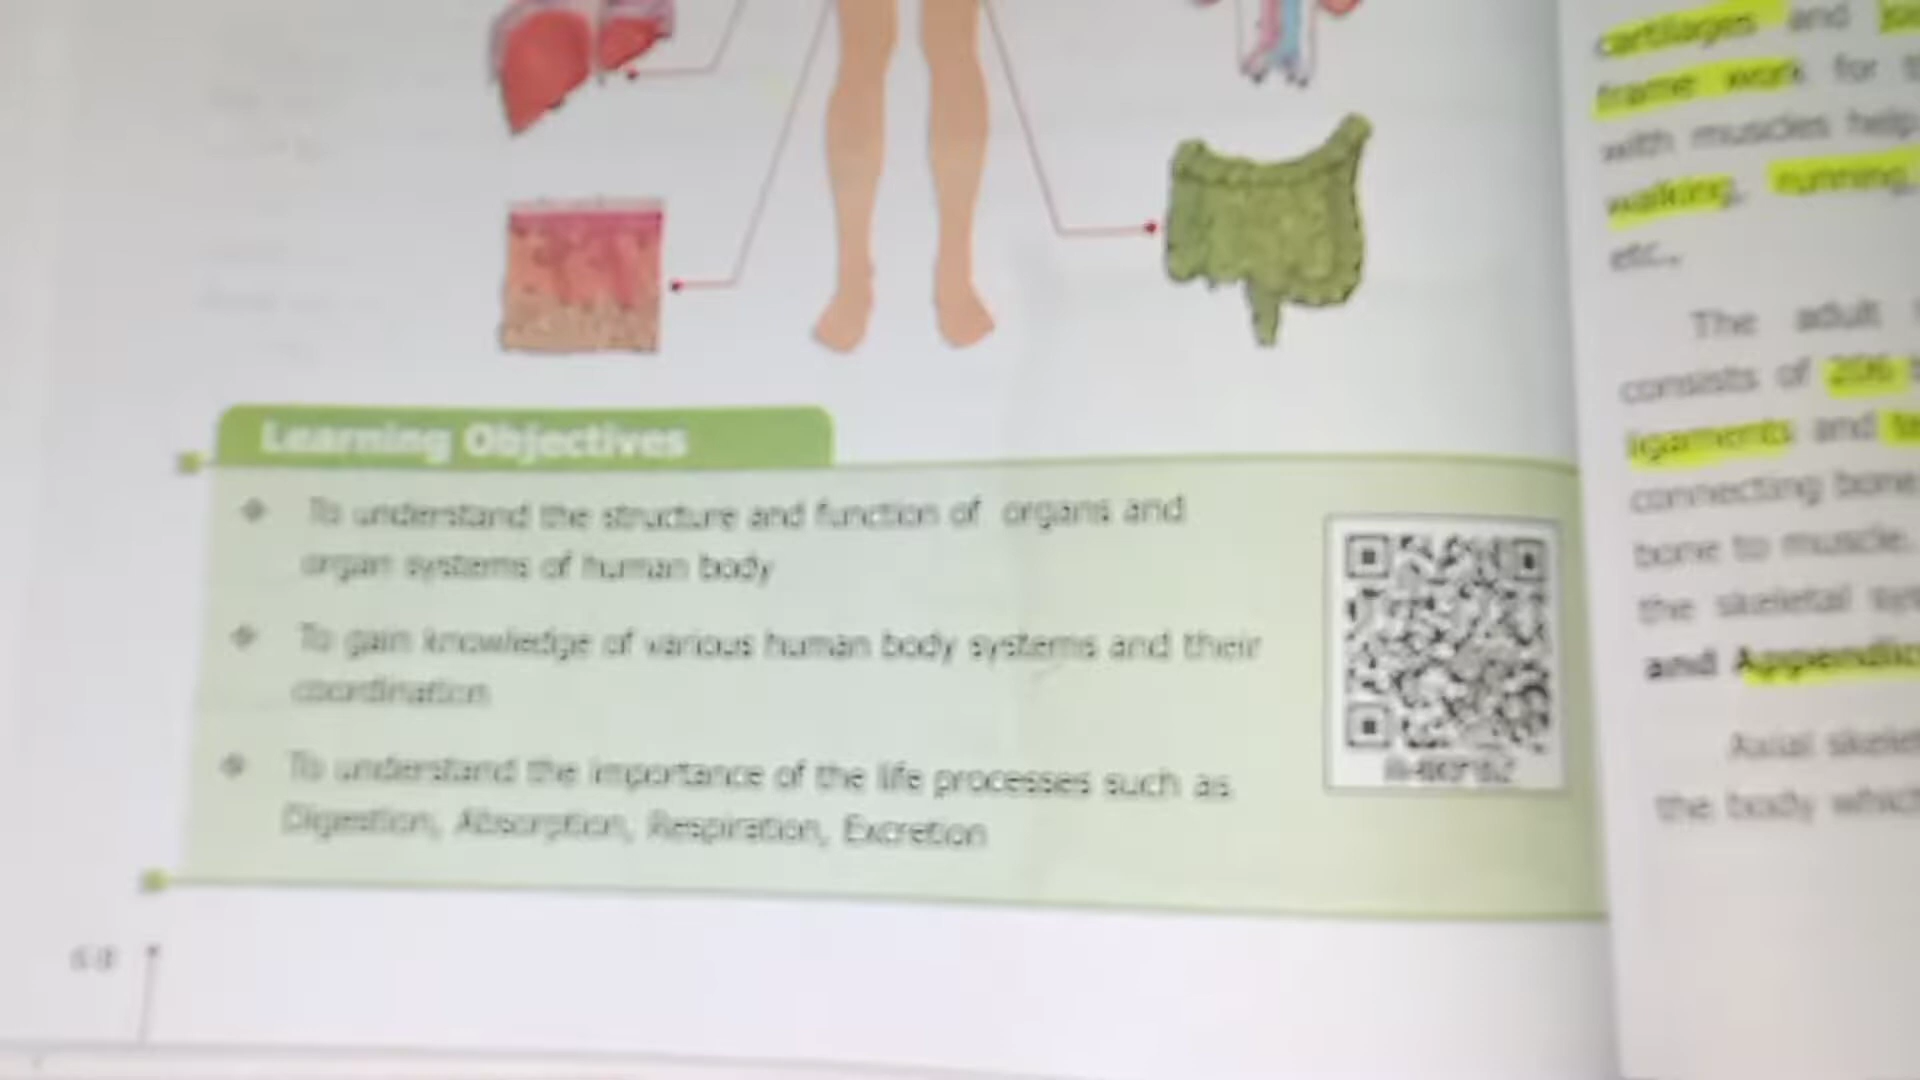 Learning Objectives
To understand the structure and function of organs and
organ systems of human body
To gain knowledge of various human body systems and their
coordination
To understand the importance of the life processes such as
Digestion, Absorption, Respiration, Excretion
cartilages and
frame work for
with muscles help
walking, running,
etc.,
The adult
consists of 206
ligaments and
connecting bone
bone to muscle.
the skeletal
and
Axial
the body which